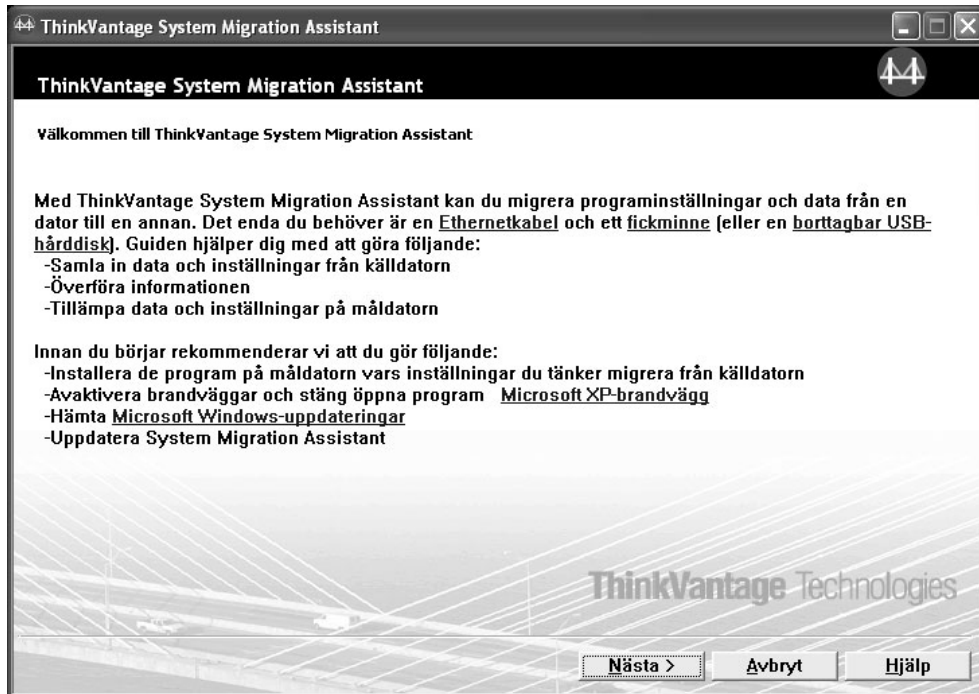 ThinkVantage System Migration Assistant
ThinkVantage System Migration Assistant
Välkommen till ThinkVantage System Migration Assistant
Med ThinkVantage System Migration Assistant kan du migrera programinställningar och data från en
dator till en annan. Det enda du behöver är en Ethernetkabel och ett fickminne (eller en borttagbar USB-
hårddisk). Guiden hjälper dig med att göra följande:
-Samla in data och inställningar från källdatorn
-Överföra informationen
-Tillämpa data och inställningar på måldatorn
Innan du börjar rekommenderar vi att du gör följande:
-Installera de program på måldatorn vars inställningar du tänker migrera från källdatorn
-Avaktivera brandväggar och stäng öppna program Microsoft XP-brandvägg
-Hämta Microsoft Windows-uppdateringar
-Uppdatera System Migration Assistant
ThinkVantage Technologies
Nästa >
Avbryt
Hjälp